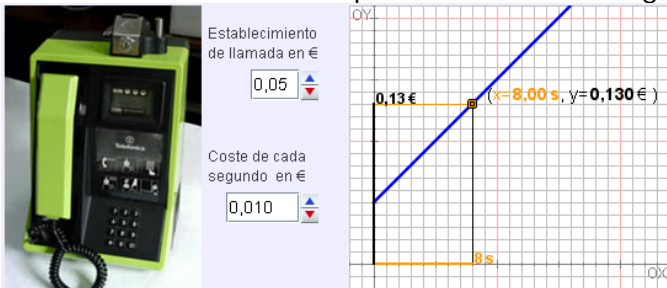 Establecimiento
de llamada en €
0,05
Coste de cada
segundo en €
0,010
OY
0,13 €
(x=8,00 s, y=0,130 € )
8 s
OX
Telefónica